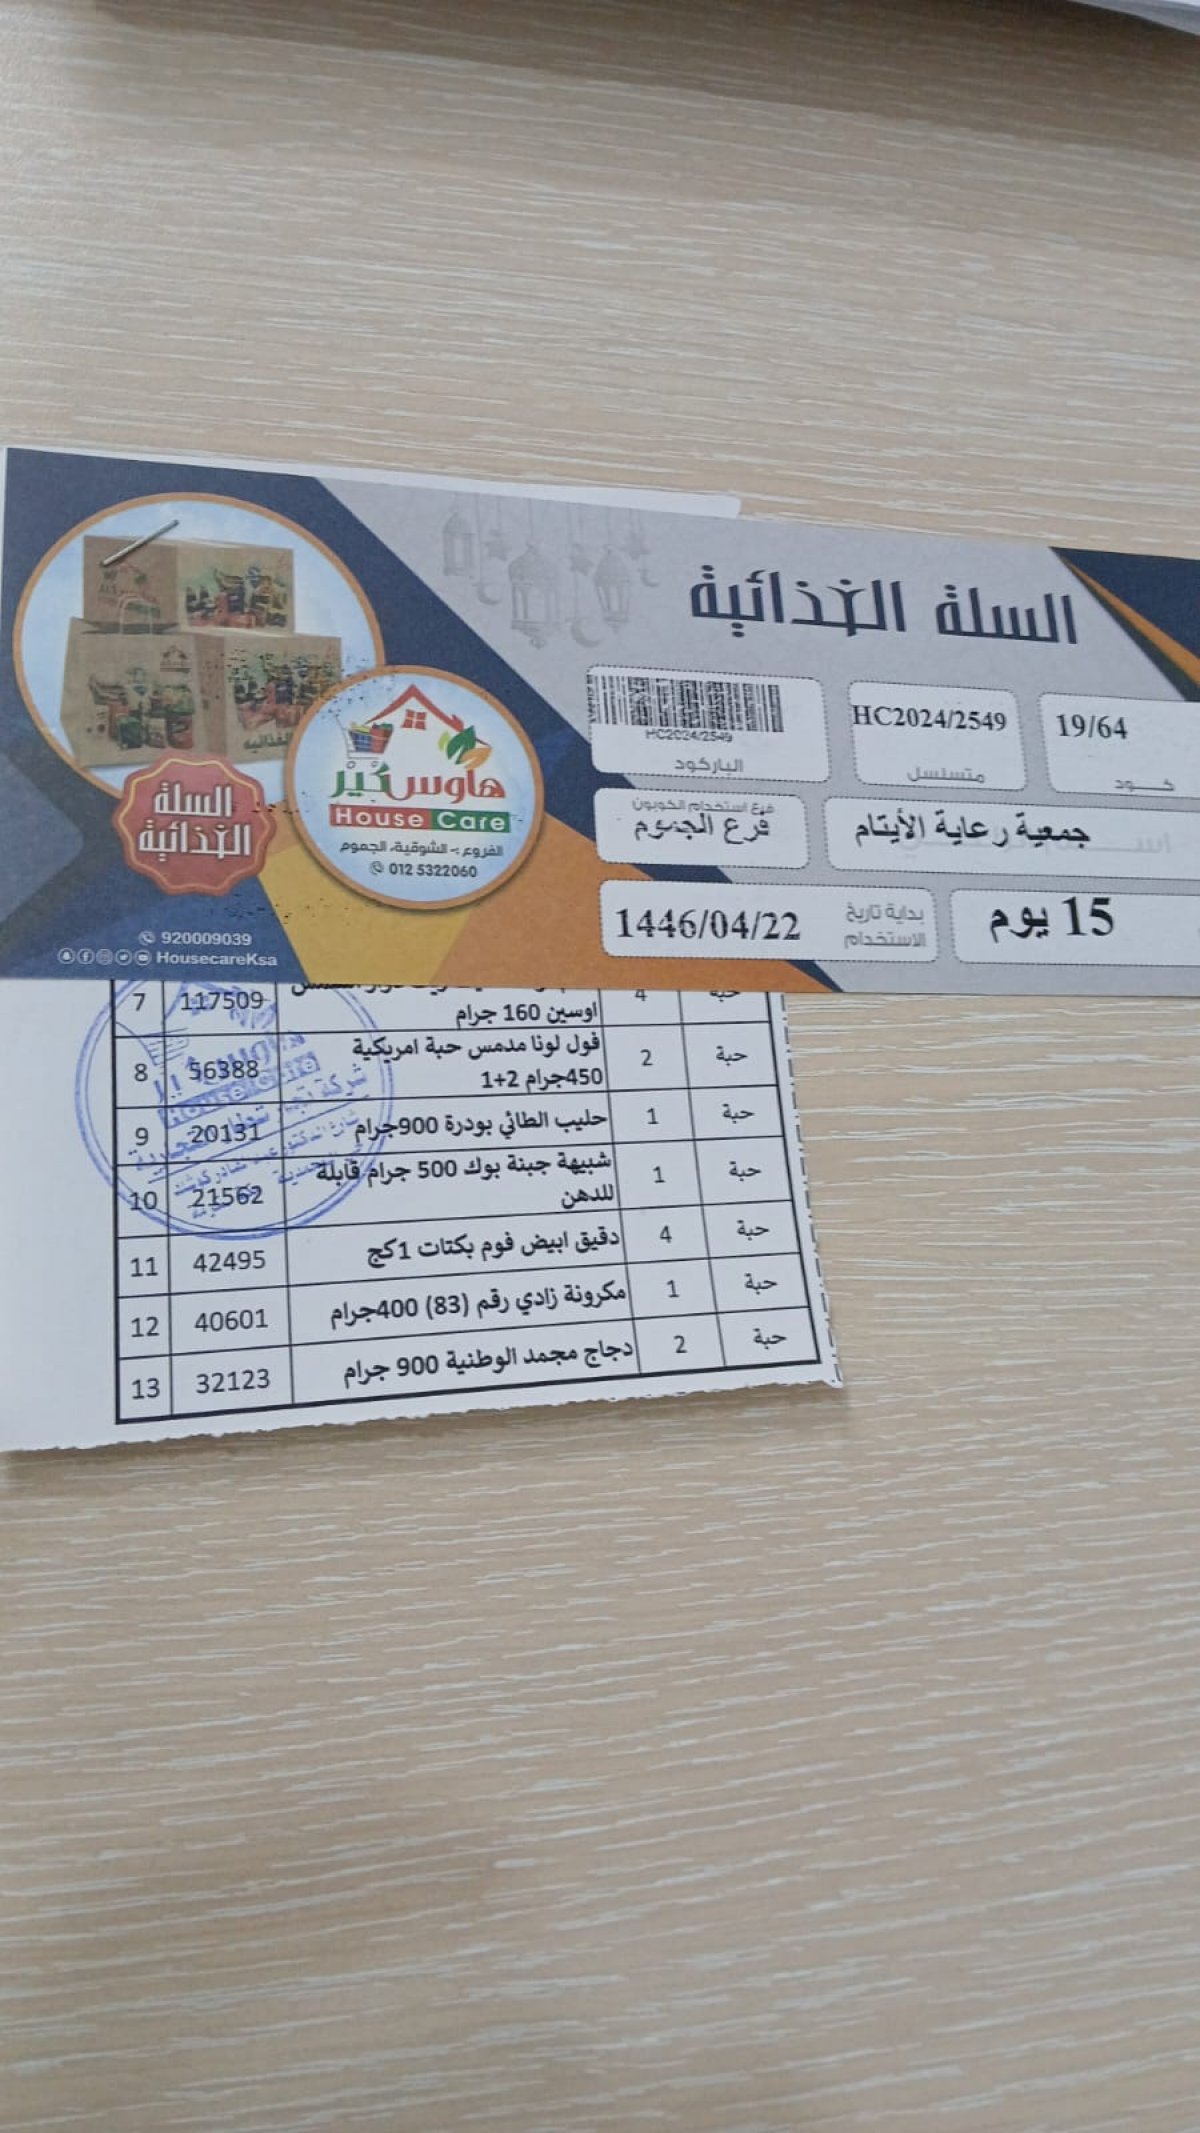 السلة الغذائية
19/64
كود
HC2024/2549
متسلسل
HC2024/2549
الباركود
جمعية رعاية الأيتام
فرع استخدام الكوبون
فرع الجموم
15 يوم
بداية تاريخ الاستخدام
1446/04/22
هاوس كير
House Care
الفروع :- الشوقية، الجموم
012 5322060
السلة
الغذائية
920009039
HousecareKsa
7 117509 اوسين 160 جرام 4 حبة
8 56388 فول لونا مدمس حبة امريكية 450جرام 2+1 2 حبة
9 20131 حليب الطائي بودرة 900جرام 1 حبة
10 21562 شبيهة جبنة بوك 500 جرام قابلة للدهن 1 حبة
11 42495 دقيق ابيض فوم بكتات 1كج 4 حبة
12 40601 مكرونة زادي رقم (83) 400جرام 1 حبة
13 32123 دجاج مجمد الوطنية 900 جرام 2 حبة